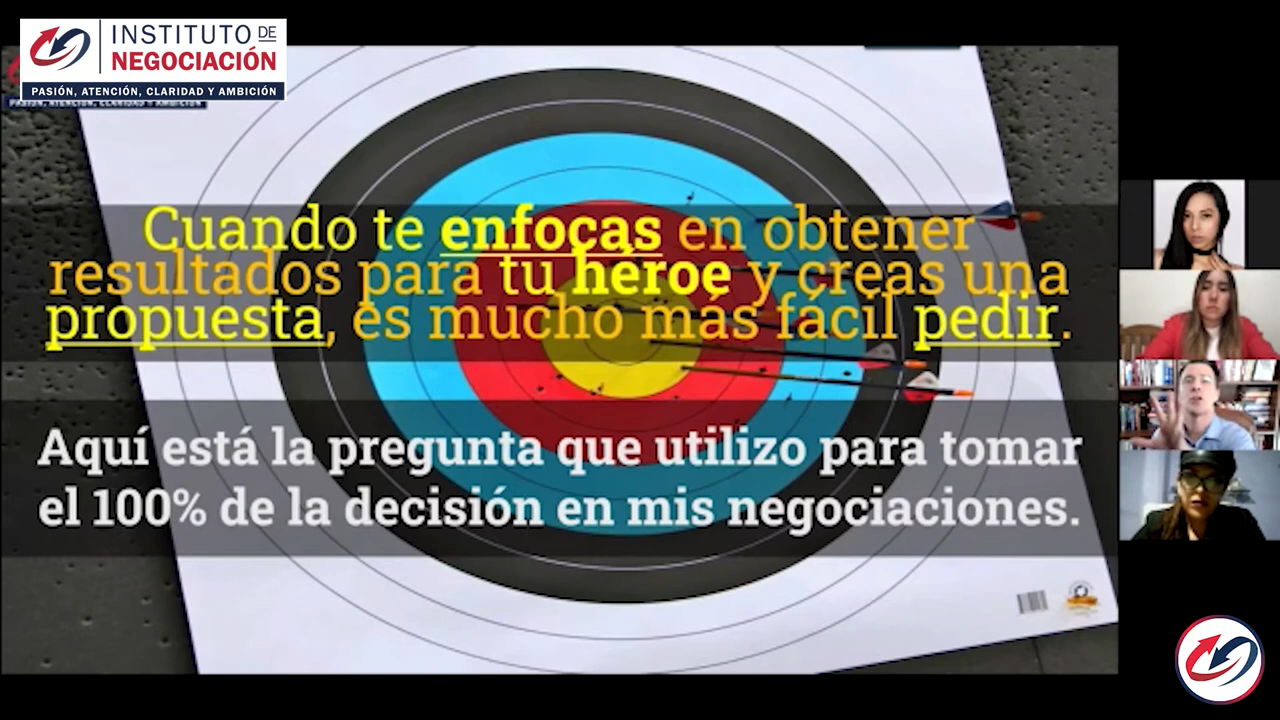 INSTITUTO DE
NEGOCIACIÓN
PASIÓN, ATENCIÓN, CLARIDAD Y AMBICIÓN
Cuando te enfocas en obtener
resultados para tu héroe y creas una
propuesta, es mucho más fácil pedir.
Aquí está la pregunta que utilizo para tomar
el 100% de la decisión en mis negociaciones.